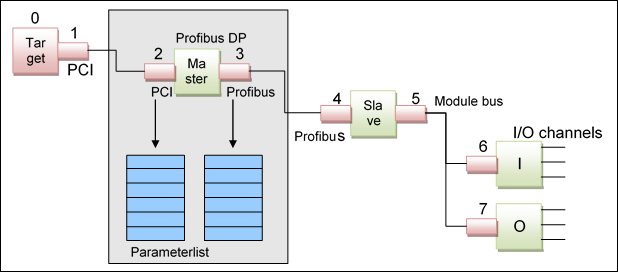 0
1
Tar
get
PCI
Profibus DP
2
Ma
ster
3
PCI
Profibus
Parameterlist
4
Sla
ve
5
Profibus
Module bus
6
I/O channels
I
7
O